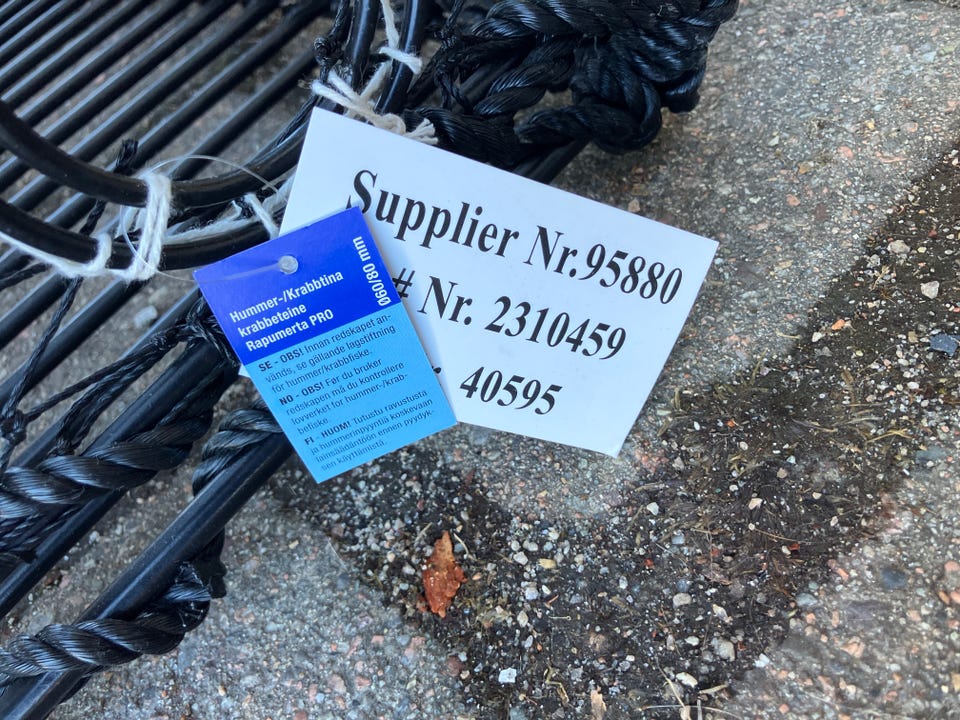 Supplier Nr.95880
# Nr. 2310459
. 40595
Hummer-/Krabbtina
krabbeteine
Rapumerta PRO
Ø60/80 mm
SE - OBS! Innan redskapet an-
vänds, se gällande lagstiftning
för hummer/krabbfiske.
NO - OBS! Før du bruker
redskapen må du kontrollere
lovverket for hummer-/krab-
befiske.
FI - HUOM! Tutustu ravustusta
ja hummerinpyyntiä koskevaan
lainsäädäntöön ennen pyydyk-
sen käyttämistä.